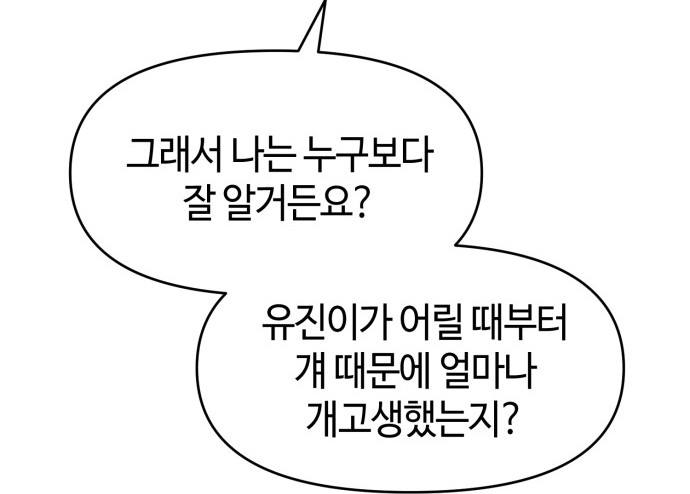 그래서 나는 누구보다
잘 알거든요?
유진이가 어릴 때부터
걔 때문에 얼마나
개고생했는지?